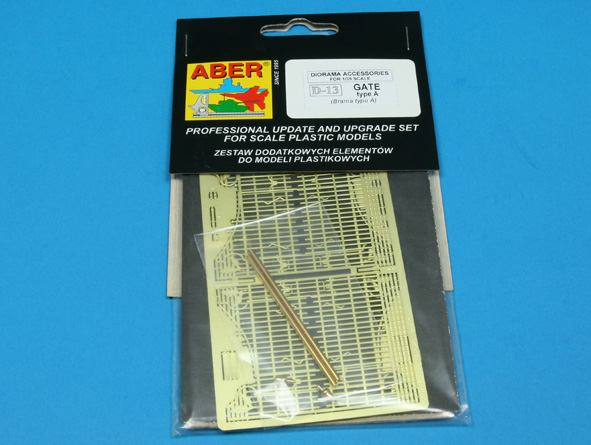 ABER
SINCE 1995
DIORAMA ACCESSORIES
FOR 1/35 SCALE
D-13
GATE
type A
(Brama typu A)
PROFESSIONAL UPDATE AND UPGRADE SET
FOR SCALE PLASTIC MODELS
ZESTAW DODATKOWYCH ELEMENTÓW
DO MODELI PLASTIKOWYCH